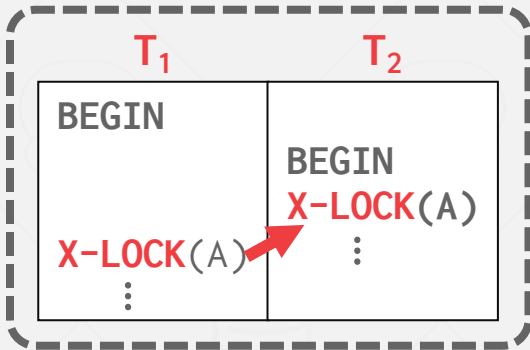 T1 T2
BEGIN
BEGIN
X-LOCK(A)
X-LOCK(A)
⋮
⋮